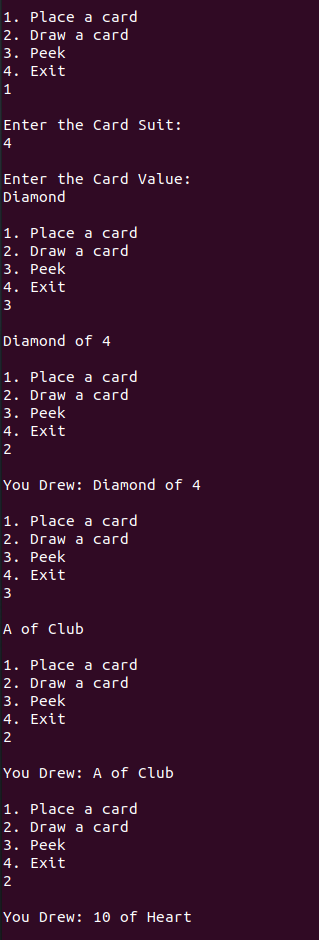 1. Place a card
2. Draw a card
3. Peek
4. Exit
1
Enter the Card Suit:
4
Enter the Card Value:
Diamond
1. Place a card
2. Draw a card
3. Peek
4. Exit
3
Diamond of 4
1. Place a card
2. Draw a card
3. Peek
4. Exit
2
You Drew: Diamond of 4
1. Place a card
2. Draw a card
3. Peek
4. Exit
3
A of Club
1. Place a card
2. Draw a card
3. Peek
4. Exit
2
You Drew: A of Club
1. Place a card
2. Draw a card
3. Peek
4. Exit
2
You Drew: 10 of Heart